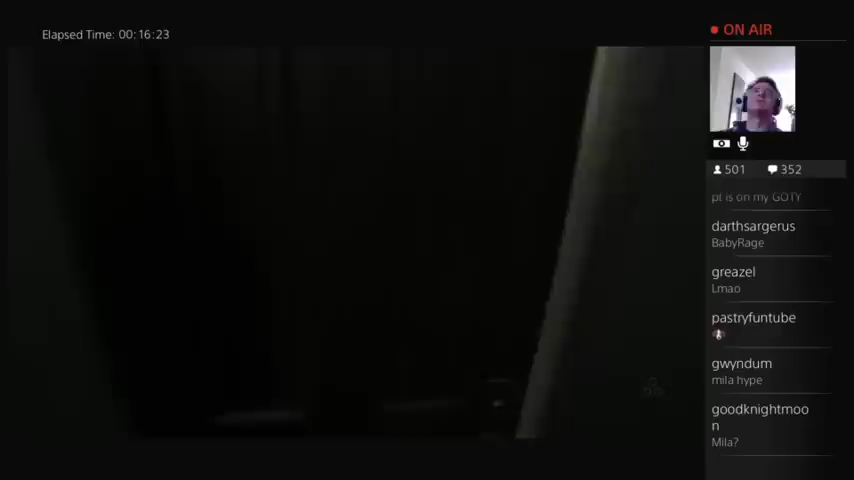 Elapsed Time: 00:16:23
ON AIR
501 352
pt is on my GOTY
darthsargerus
BabyRage
greazel
Lmao
pastryfuntube
gwyndum
mila hype
goodknightmoo
n
Mila?